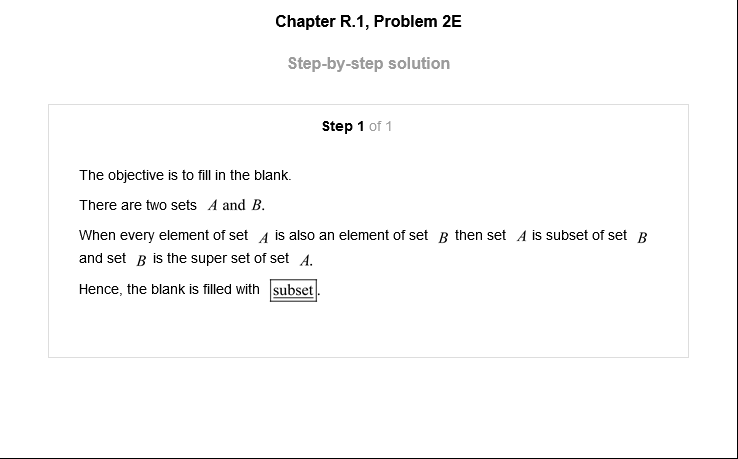 Chapter R.1, Problem 2E
Step-by-step solution
Step 1 of 1
The objective is to fill in the blank.
There are two sets A and B.
When every element of set A is also an element of set B then set A is subset of set B
and set B is the super set of set A.
Hence, the blank is filled with subset.